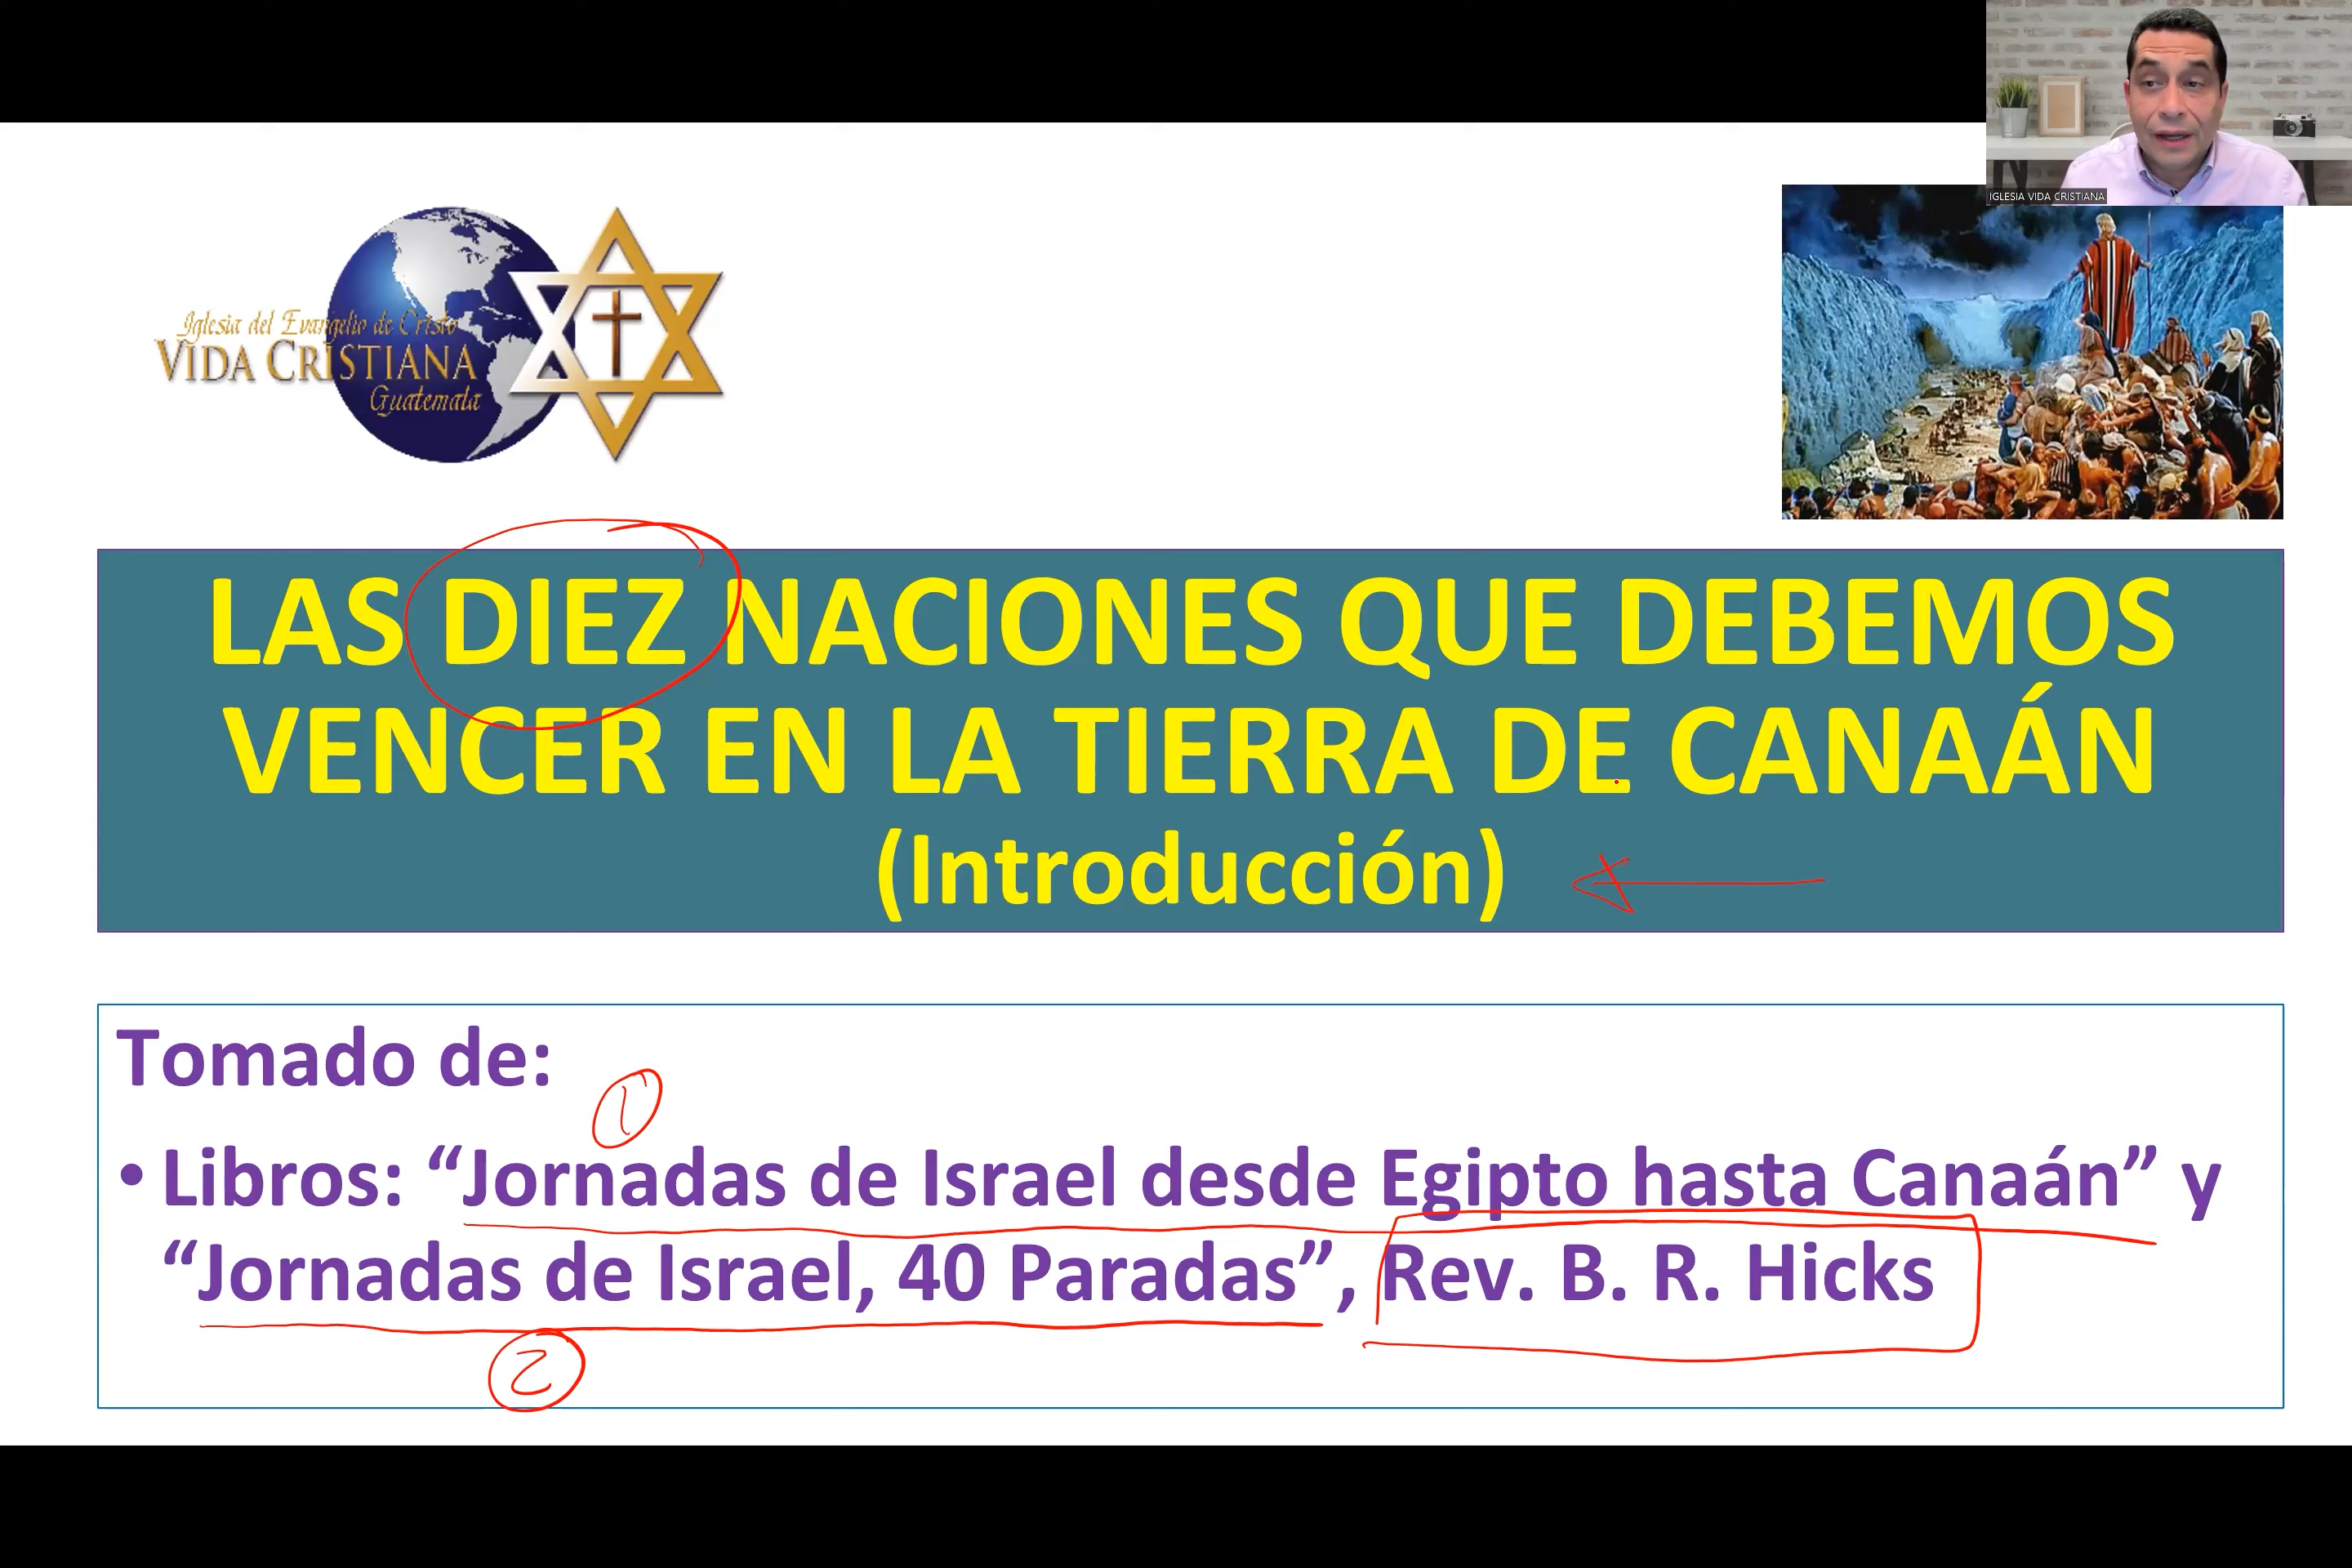 IGLESIA VIDA CRISTIANA
Iglesia del Evangelio de Cristo
VIDA CRISTIANA
Guatemala
LAS DIEZ NACIONES QUE DEBEMOS
VENCER EN LA TIERRA DE CANAÁN
(Introducción)
Tomado de:
1
• Libros: “Jornadas de Israel desde Egipto hasta Canaán” y
“Jornadas de Israel, 40 Paradas”, Rev. B. R. Hicks
2